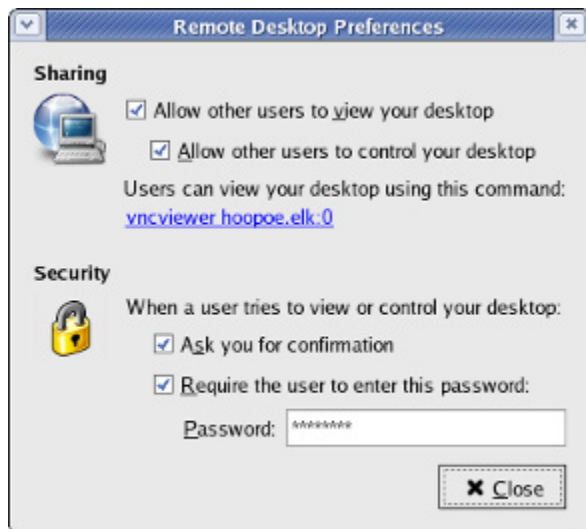 Remote Desktop Preferences
Sharing
Allow other users to view your desktop
Allow other users to control your desktop
Users can view your desktop using this command:
vncviewer hoopoe.elk:0
Security
When a user tries to view or control your desktop:
Ask you for confirmation
Require the user to enter this password:
Password: ********
Close